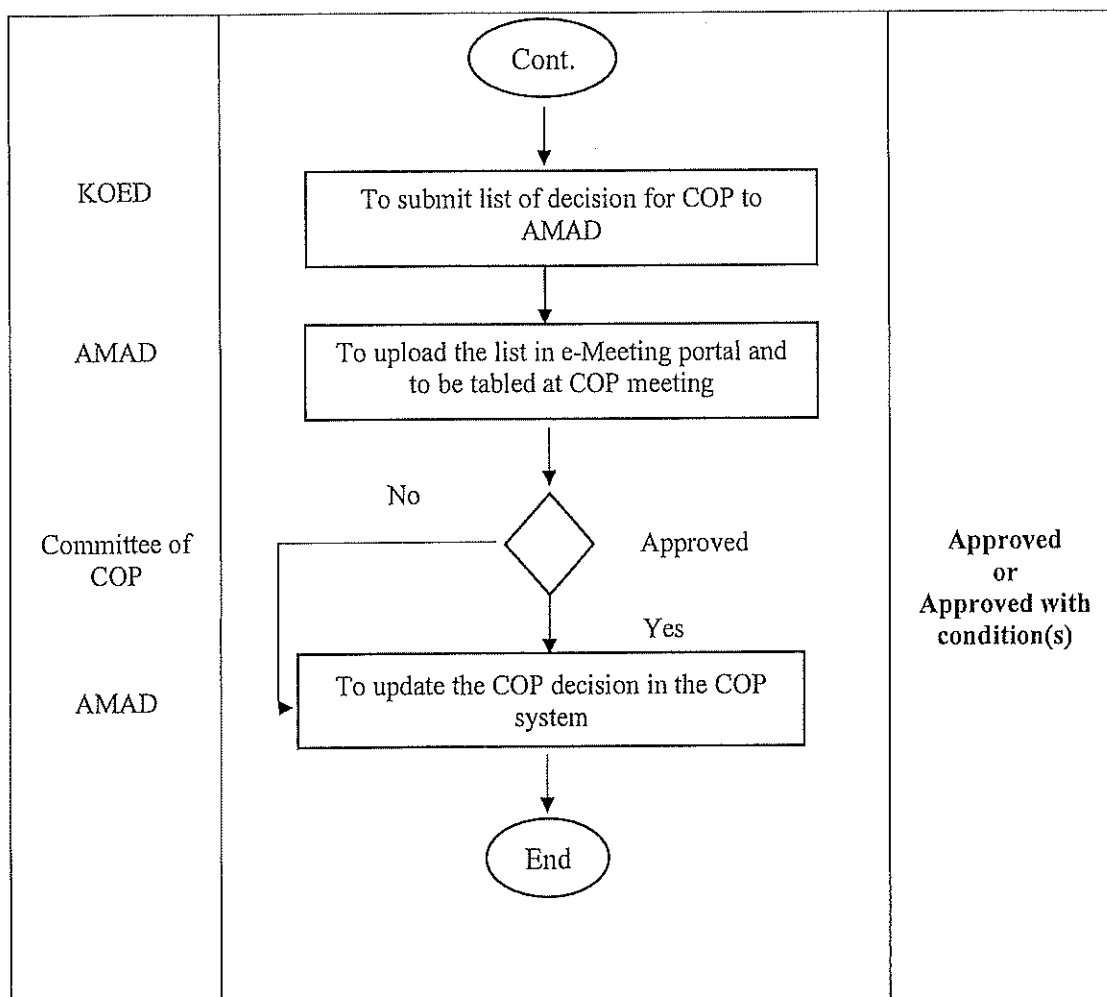 Cont.
KOED
To submit list of decision for COP to
AMAD
AMAD
To upload the list in e-Meeting portal and
to be tabled at COP meeting
No
Committee of
COP
Approved
Approved
or
Approved with
condition(s)
Yes
AMAD
To update the COP decision in the COP
system
End